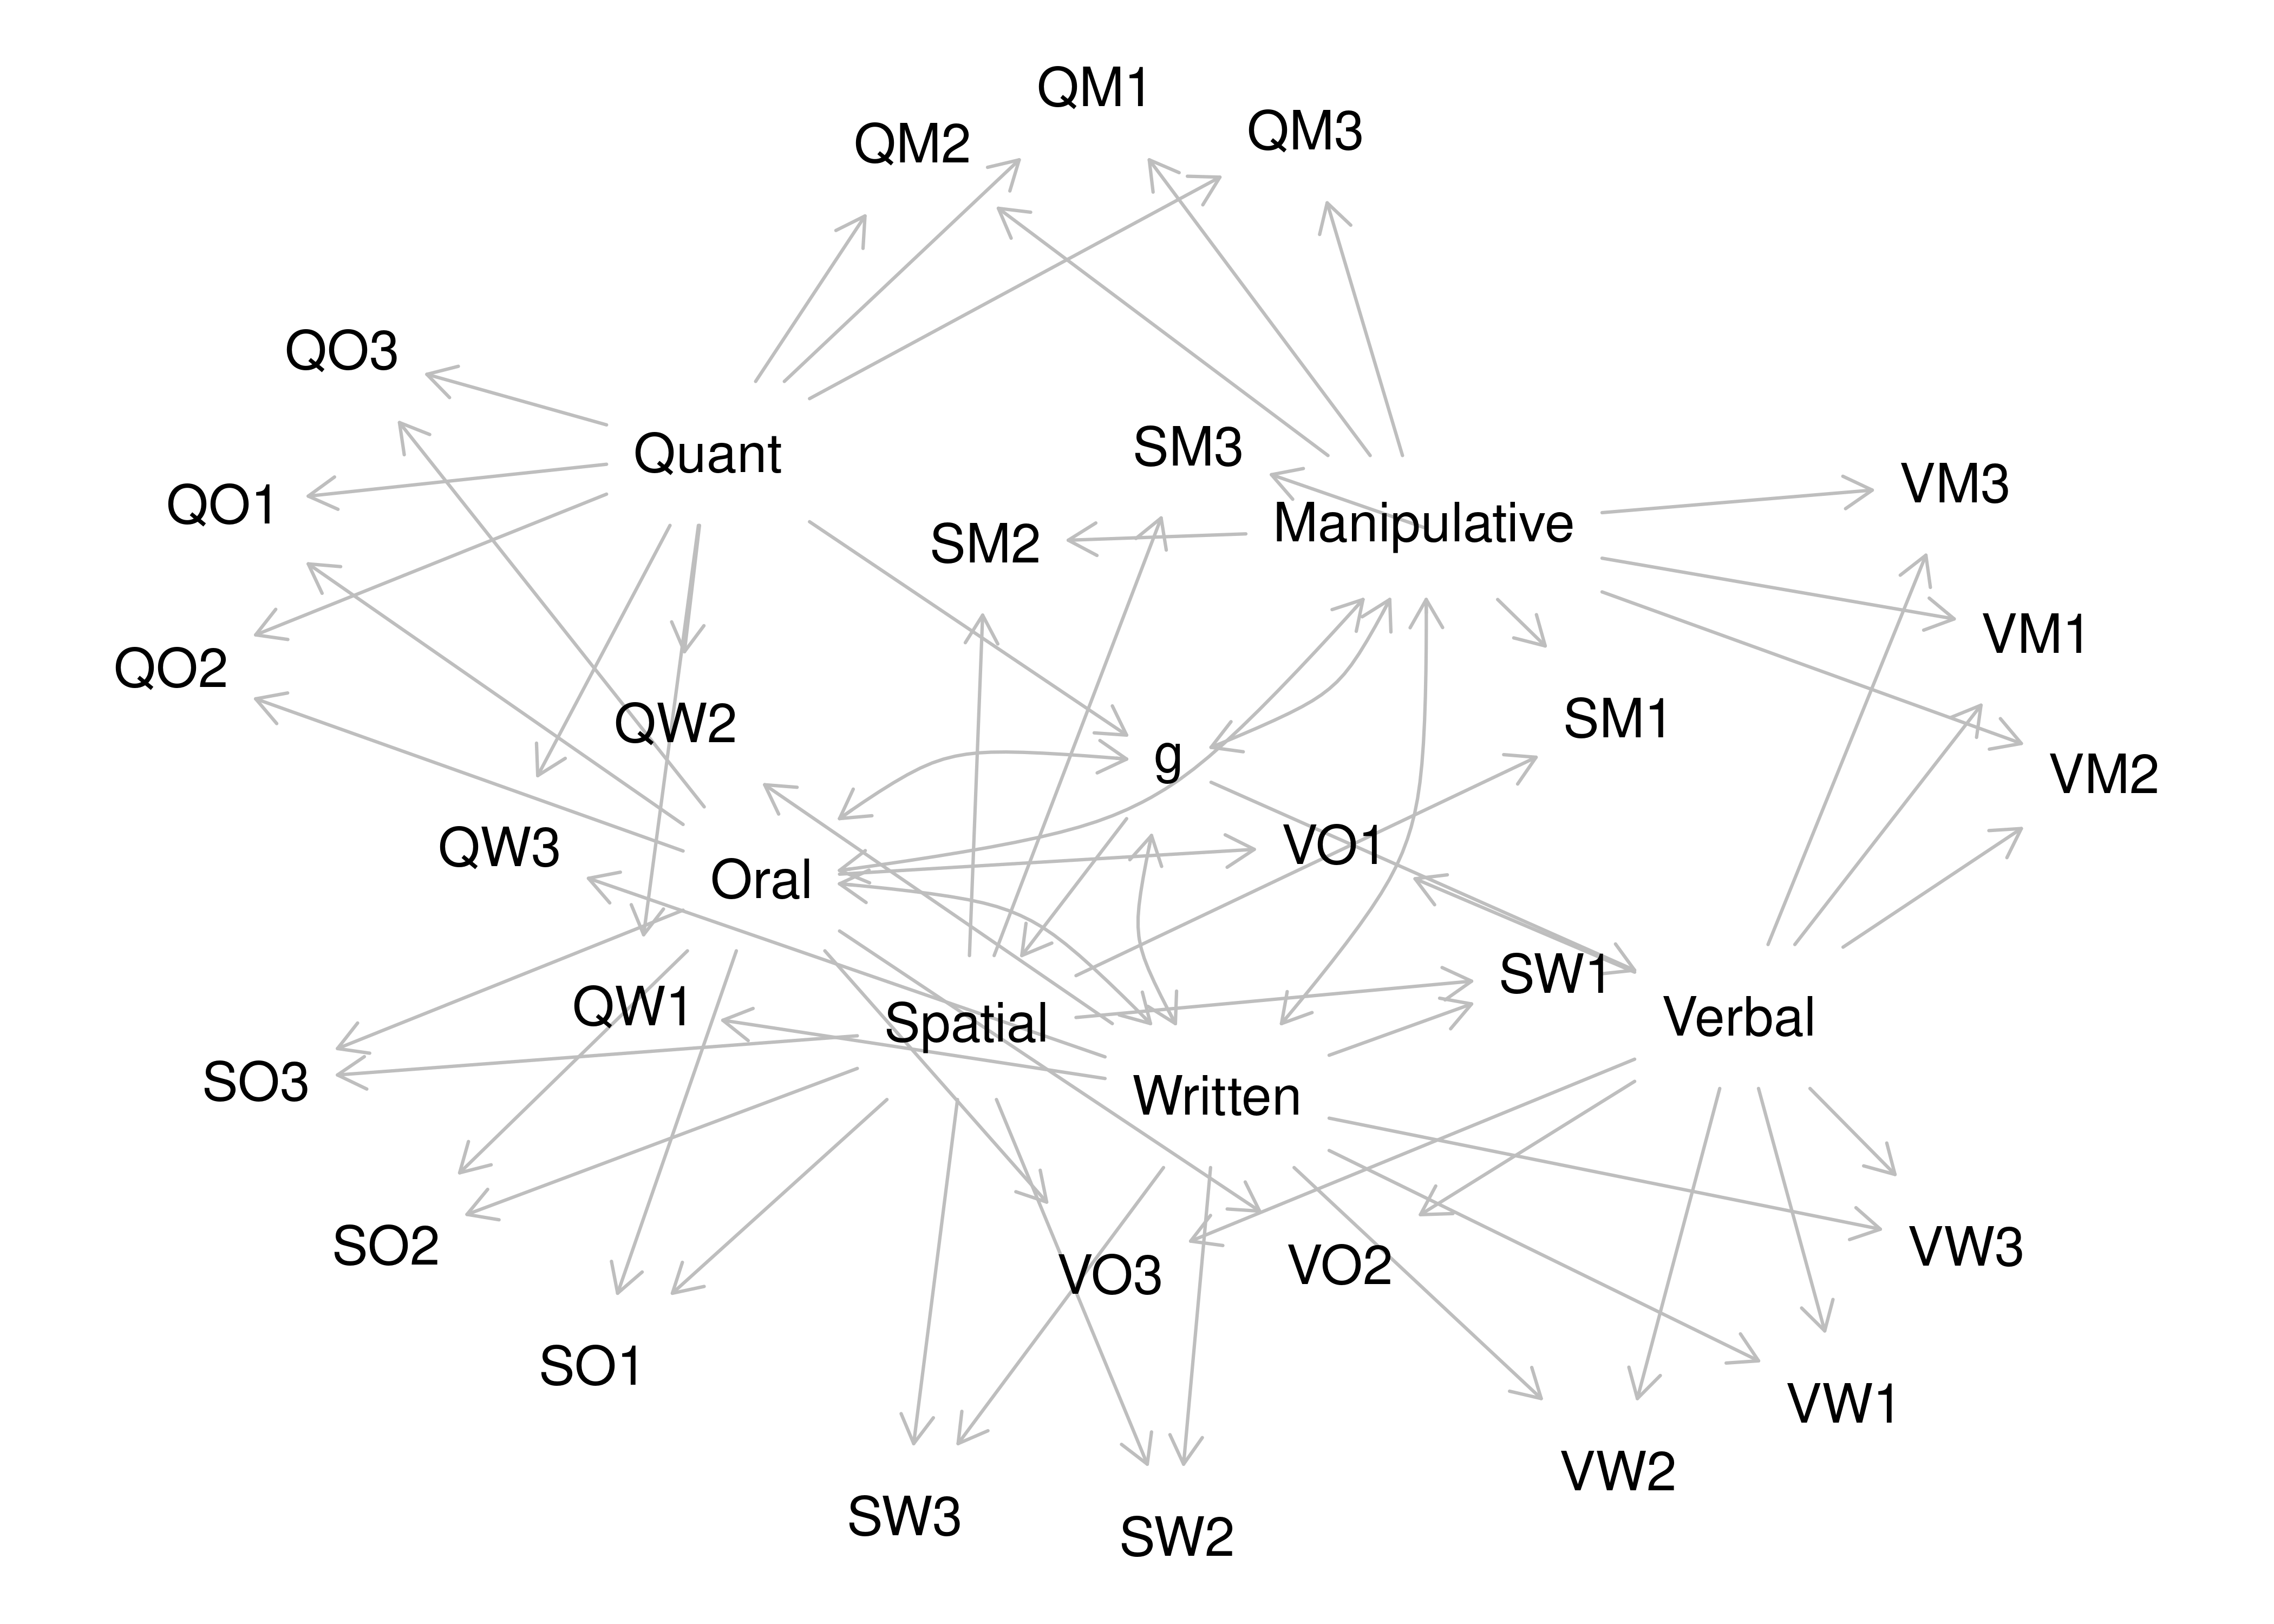 QM1
QM3
QM2
QO3
SM3
Quant
VM3
QO1
Manipulative
SM2
VM1
QO2
SM1
QW2
g
VM2
VO1
QW3
Oral
SW1
QW1
Verbal
Spatial
SO3
Written
SO2
VW3
VO2
VO3
SO1
VW1
VW2
SW3
SW2